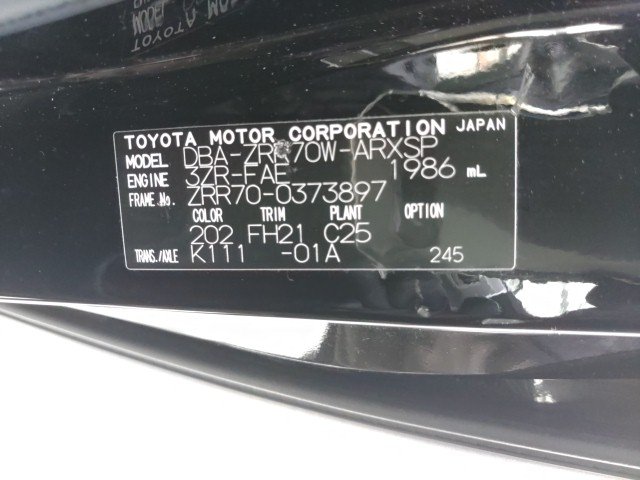 TOYOTA MOTOR CORPORATION JAPAN
MODEL DBA-ZRR70W-ARXSP
ENGINE 3ZR-FAE 1986 mL
FRAME No. ZRR70-0373897
COLOR TRIM PLANT OPTION
202 FH21 C25
TRANS./AXLE K111 -01A 245